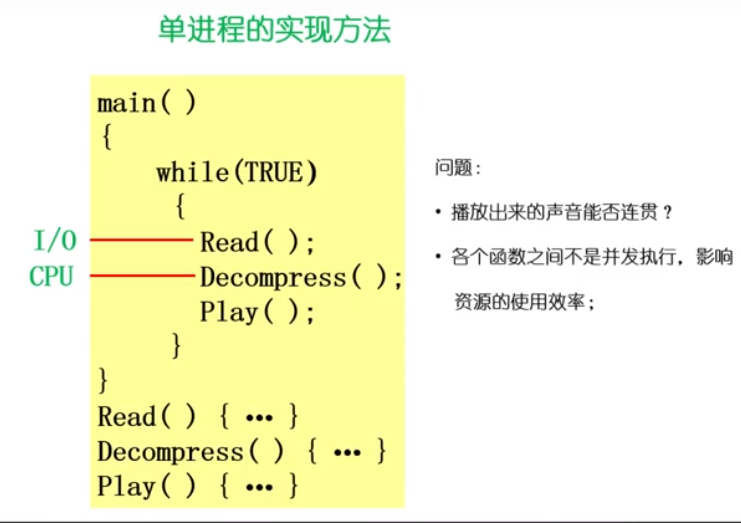 单进程的实现方法
main( )
{
while(TRUE)
{
I/O Read( );
CPU Decompress( );
Play( );
}
}
Read( ) { ••• }
Decompress( ) { ••• }
Play( ) { ••• }
问题:
• 播放出来的声音能否连贯?
• 各个函数之间不是并发执行，影响
资源的使用效率;